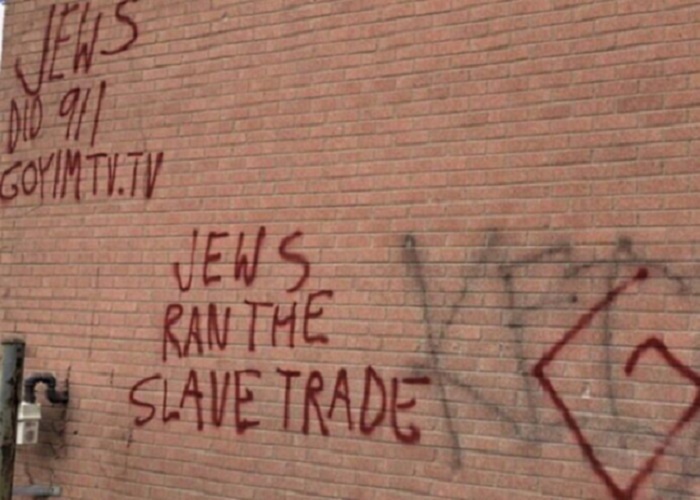 JEWS
DID 911
GOYIMTV.TV
JEWS
RAN THE
SLAVE TRADE
G